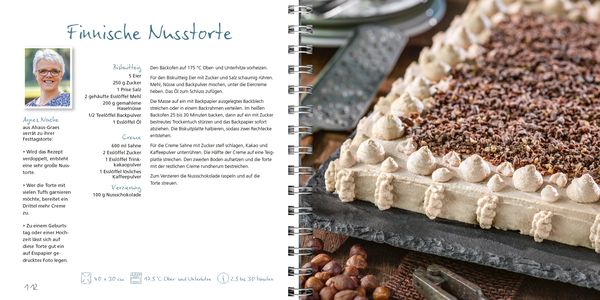 Finnische Nusstorte
Biskuitteig
5 Eier
250 g Zucker
1 Prise Salz
2 gehäufte Esslöffel Mehl
200 g gemahlene
Haselnüsse
1/2 Teelöffel Backpulver
1 Esslöffel Öl
Creme
600 ml Sahne
2 Esslöffel Zucker
1 Esslöffel Trink-
kakaopulver
1 Esslöffel lösliches
Kaffeepulver
Verzierung
100 g Nussschokolade
Den Backofen auf 175 °C Ober- und Unterhitze vorheizen.
Für den Biskuitteig Eier mit Zucker und Salz schaumig rühren.
Mehl, Nüsse und Backpulver mischen, unter die Eiercreme
heben. Das Öl zum Schluss zufügen.
Die Masse auf ein mit Backpapier ausgelegtes Backblech
streichen oder in einem Backrahmen verteilen. Im heißen
Backofen 25 bis 30 Minuten backen, dann auf ein mit Zucker
bestreutes Trockentuch stürzen und das Backpapier sofort
abziehen. Die Biskuitplatte halbieren, sodass zwei Rechtecke
entstehen.
Für die Creme Sahne mit Zucker steif schlagen, Kakao und
Kaffeepulver unterrühren. Die Hälfte der Creme auf eine Teig-
platte streichen. Den zweiten Boden aufsetzen und die Torte
mit der restlichen Creme rundherum bestreichen.
Zum Verzieren die Nussschokolade raspeln und auf die
Torte streuen.
aus Ahaus-Graes
verrät zu ihrer
Festtagstorte:
› Wird das Rezept
verdoppelt, entsteht
eine sehr große Nuss-
torte.
› Wer die Torte mit
vielen Tuffs garnieren
möchte, bereitet ein
Drittel mehr Creme
zu.
› Zu einem Geburts-
tag oder einer Hoch-
zeit lässt sich auf
diese Torte gut ein
auf Esspapier ge-
drucktes Foto legen.
112
40 x 30 cm
175 °C Ober- und Unterhitze
2,5 bis 30 Minuten